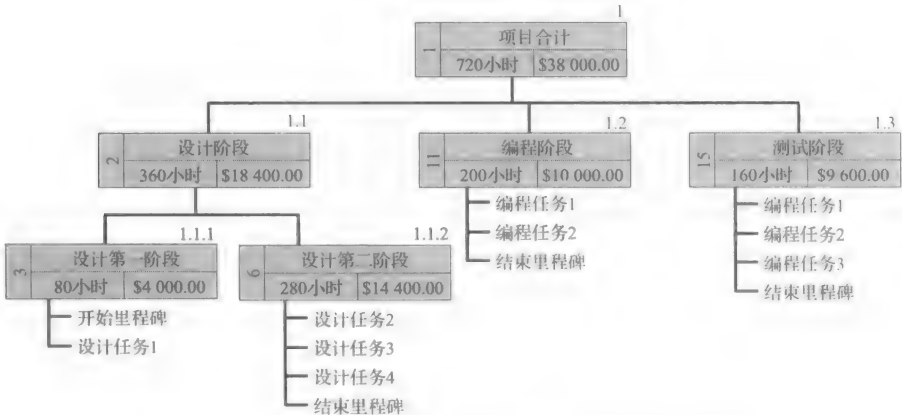 1
1
项目合计
720小时 $38 000.00
1.1
2
设计阶段
360小时 $18 400.00
1.2
11
编程阶段
200小时 $10 000.00
编程任务1
编程任务2
结束里程碑
1.3
15
测试阶段
160小时 $9 600.00
编程任务1
编程任务2
编程任务3
结束里程碑
1.1.1
3
设计第一阶段
80小时 $4 000.00
开始里程碑
设计任务1
1.1.2
6
设计第二阶段
280小时 $14 400.00
设计任务2
设计任务3
设计任务4
结束里程碑